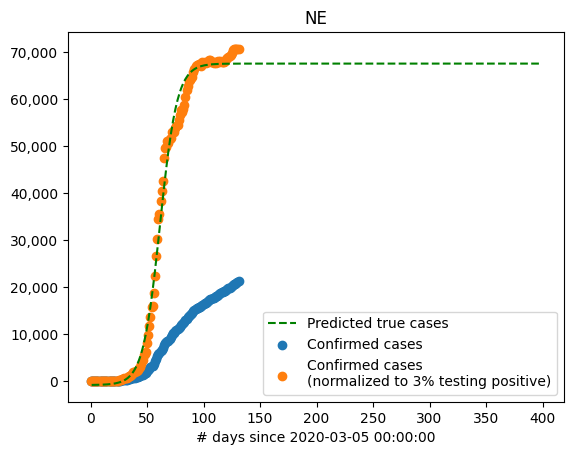 NE
70,000
60,000
50,000
40,000
30,000
20,000
10,000
0
Predicted true cases
Confirmed cases
Confirmed cases
(normalized to 3% testing positive)
0 50 100 150 200 250 300 350 400
# days since 2020-03-05 00:00:00